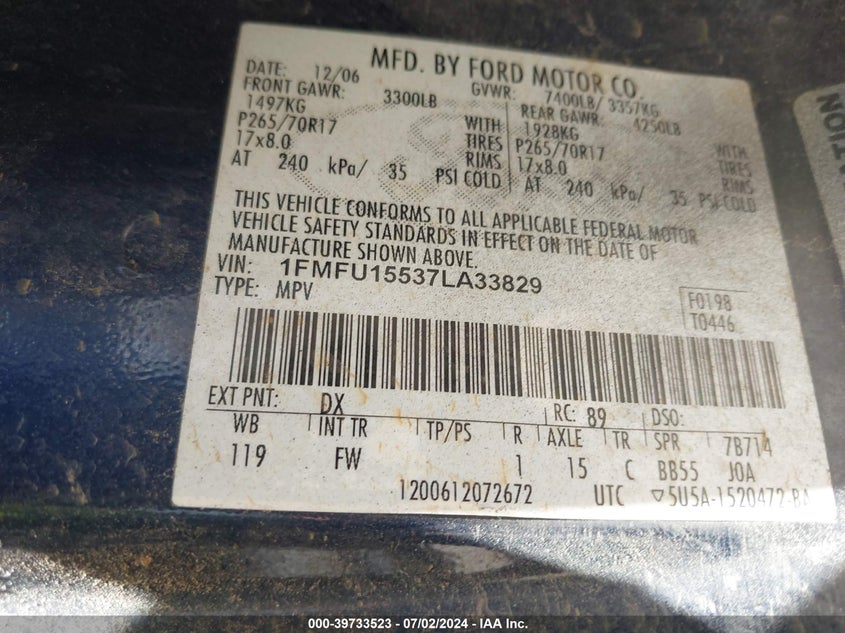 MFD. BY FORD MOTOR CO.
DATE: 12/06 GVWR: 7400LB/ 3357KG
FRONT GAWR: 3300LB REAR GAWR: 4250LB
1497KG WITH 1928KG WITH
P265/70R17 TIRES P265/70R17 TIRES
17x8.0 RIMS 17x8.0 RIMS
AT 240 kPa/ 35 PSI COLD AT 240 kPa/ 35 PSI COLD
THIS VEHICLE CONFORMS TO ALL APPLICABLE FEDERAL MOTOR
VEHICLE SAFETY STANDARDS IN EFFECT ON THE DATE OF
MANUFACTURE SHOWN ABOVE.
VIN: 1FMFU15537LA33829
TYPE: MPV
F0198
T0446
EXT PNT: DX RC: 89 DSO:
WB INT TR TP/PS R AXLE TR SPR 7B714
119 FW 1 15 C BB55 J0A
1200612072672 UTC ▽5U5A-1520472-BA
ATION
000-39733523 - 07/02/2024 - IAA Inc.